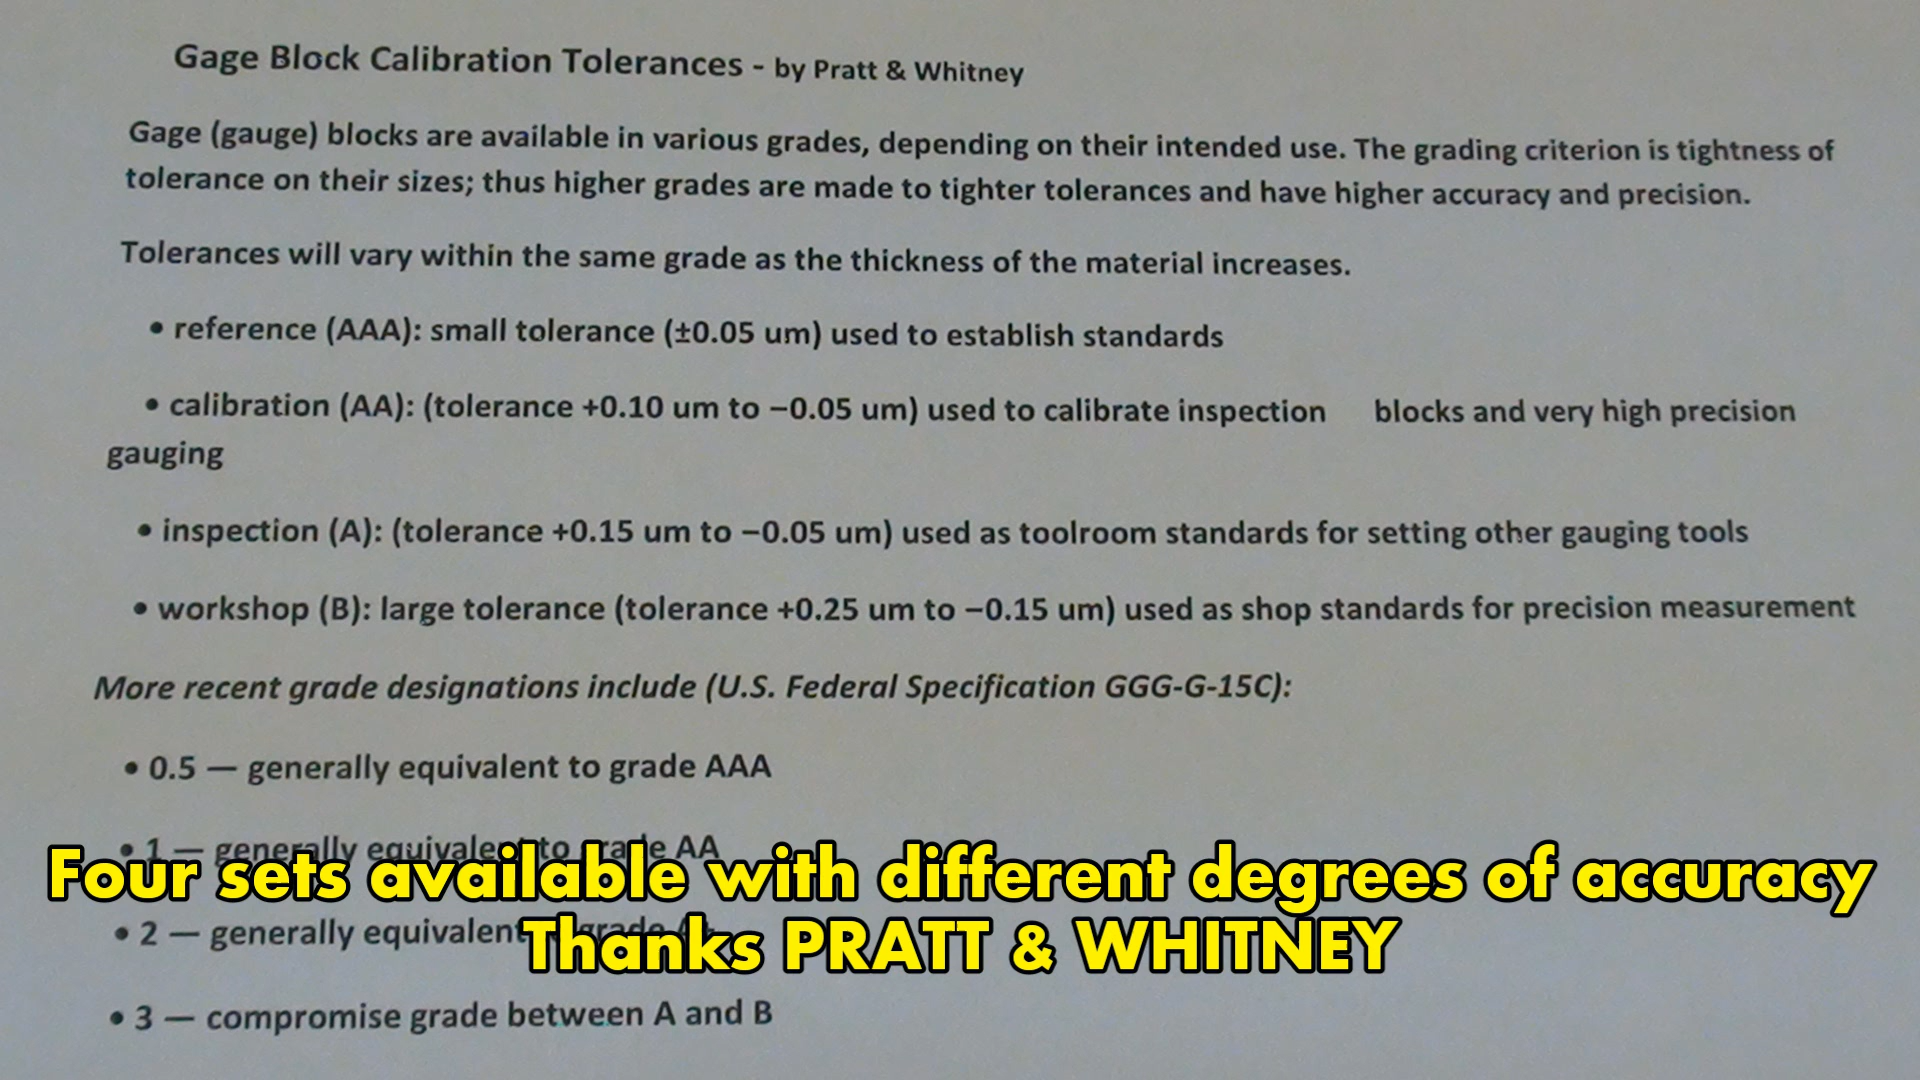 Gage Block Calibration Tolerances - by Pratt & Whitney
Gage (gauge) blocks are available in various grades, depending on their intended use. The grading criterion is tightness of
tolerance on their sizes; thus higher grades are made to tighter tolerances and have higher accuracy and precision.
Tolerances will vary within the same grade as the thickness of the material increases.
• reference (AAA): small tolerance (±0.05 um) used to establish standards
• calibration (AA): (tolerance +0.10 um to −0.05 um) used to calibrate inspection blocks and very high precision
gauging
• inspection (A): (tolerance +0.15 um to −0.05 um) used as toolroom standards for setting other gauging tools
• workshop (B): large tolerance (tolerance +0.25 um to −0.15 um) used as shop standards for precision measurement
More recent grade designations include (U.S. Federal Specification GGG-G-15C):
• 0.5 — generally equivalent to grade AAA
• 1 — generally equivalent to grade AA
Four sets available with different degrees of accuracy
• 2 — generally equivalent grade
Thanks PRATT & WHITNEY
• 3 — compromise grade between A and B